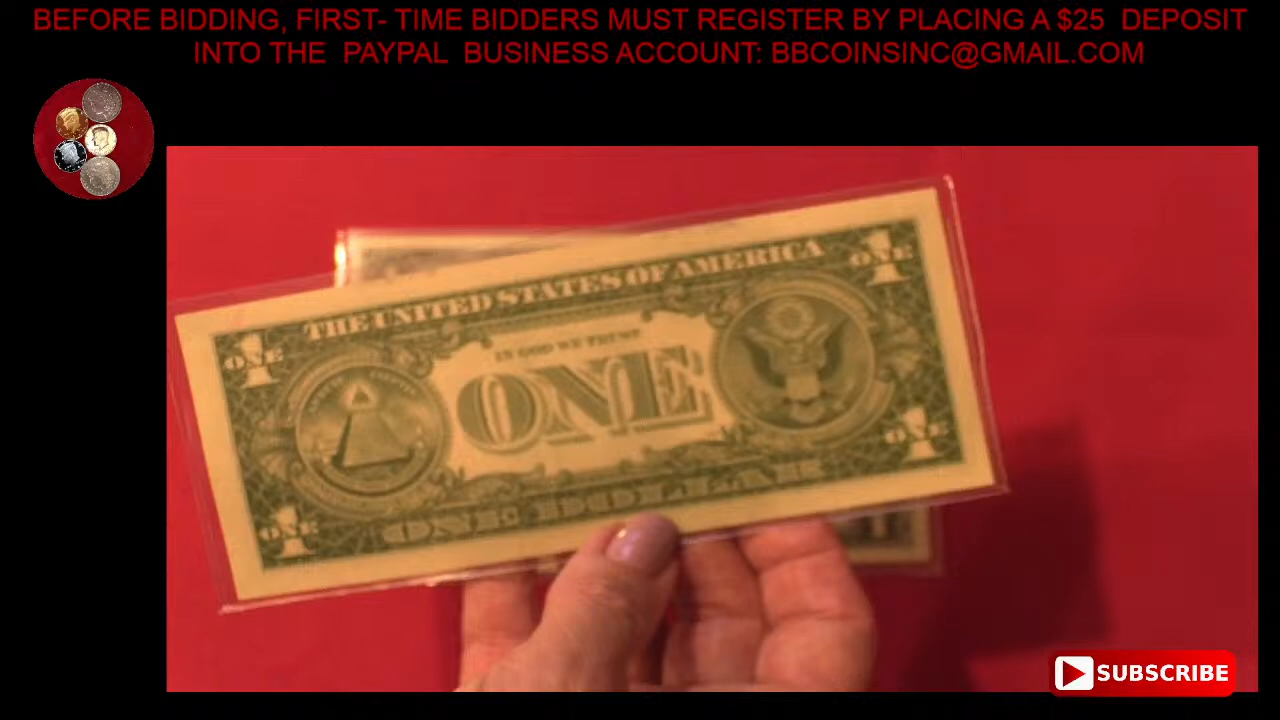 BEFORE BIDDING, FIRST- TIME BIDDERS MUST REGISTER BY PLACING A $25 DEPOSIT
INTO THE PAYPAL BUSINESS ACCOUNT: BBCOINSINC@GMAIL.COM
THE UNITED STATES OF AMERICA
ONE
ONE
IN GOD WE TRUST
ONE
ONE
ONE
ONE DOLLAR
SUBSCRIBE